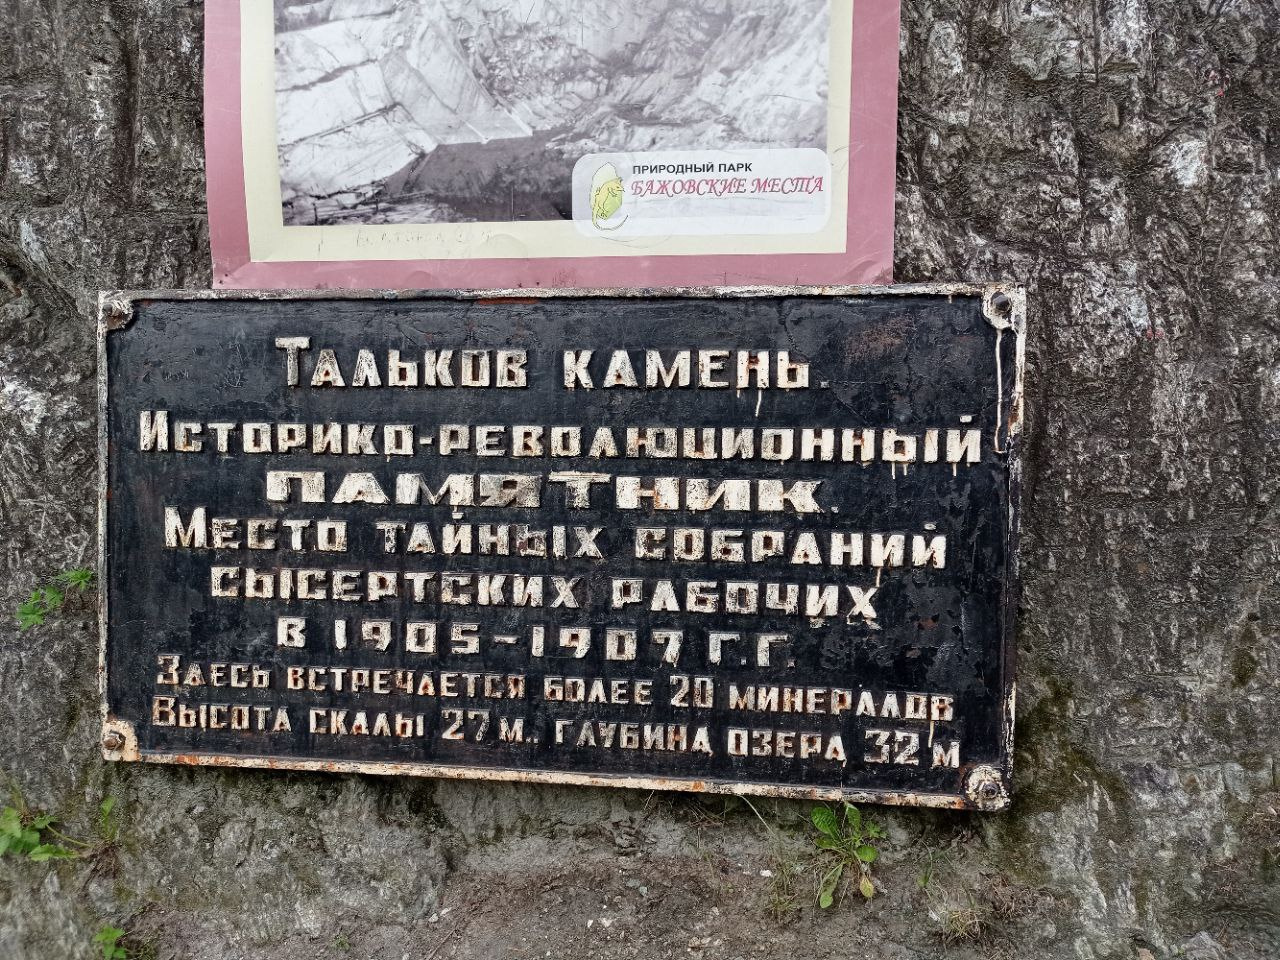 ПРИРОДНЫЙ ПАРК
БАЖОВСКИЕ МЕСТА
Тальков камень.
Историко-революционный
памятник.
Место тайных собраний
сысертских рабочих
в 1905-1907 г.г.
Здесь встречается более 20 минералов
Высота скалы 27 м., глубина озера 32 м